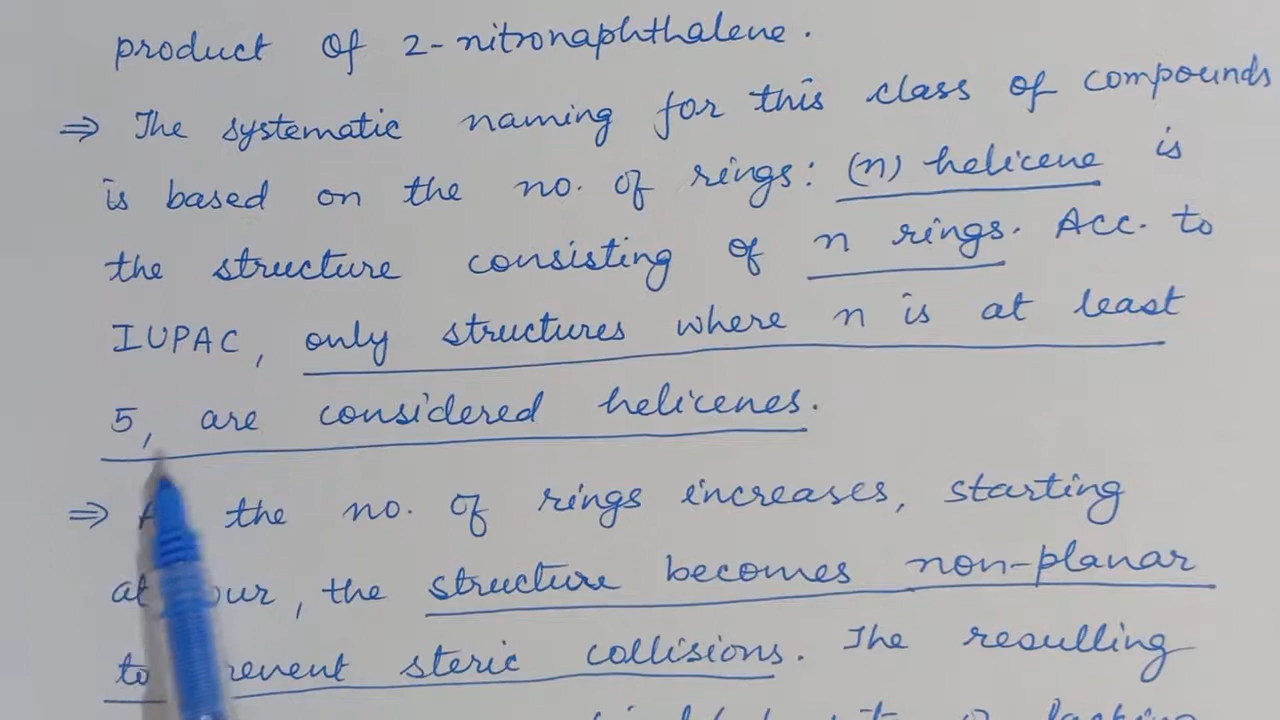 product of 2-nitronaphthalene.
⇒ The systematic naming for this class of compounds
is based on the no. of rings: (n) helicene is
the structure consisting of n rings. Acc. to
IUPAC, only structures where n is at least
5, are considered helicenes.
⇒ the no. of rings increases, starting
at the structure becomes non-planar
to steric collisions. The resulting